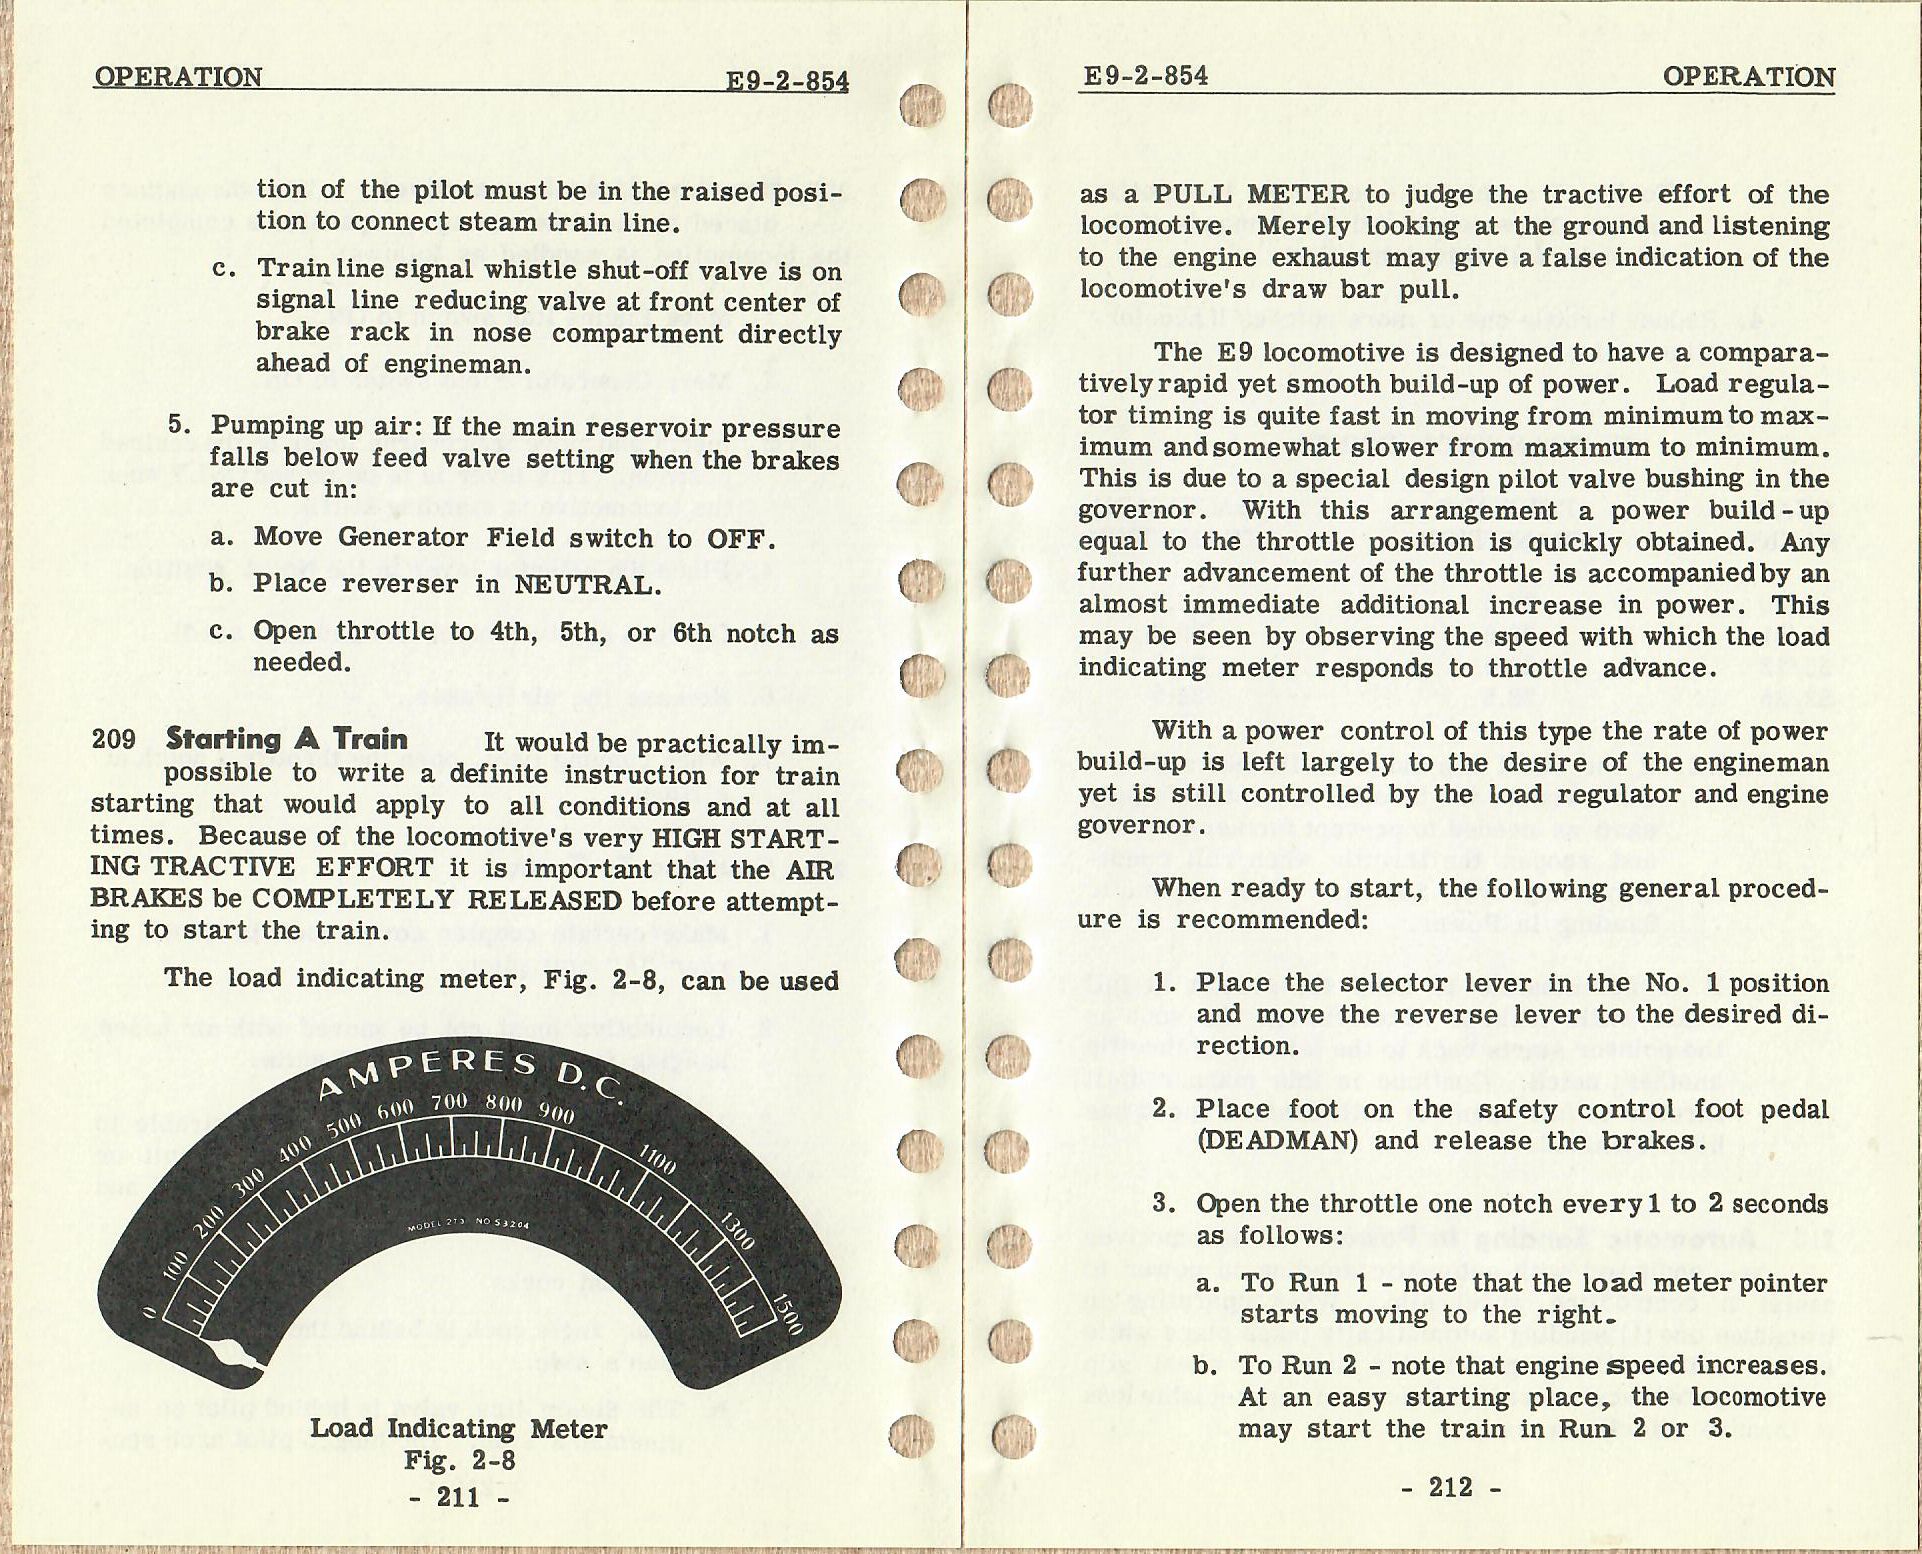 OPERATION E9-2-854
tion of the pilot must be in the raised posi-
tion to connect steam train line.
c. Train line signal whistle shut-off valve is on
signal line reducing valve at front center of
brake rack in nose compartment directly
ahead of engineman.
5. Pumping up air: If the main reservoir pressure
falls below feed valve setting when the brakes
are cut in:
a. Move Generator Field switch to OFF.
b. Place reverser in NEUTRAL.
c. Open throttle to 4th, 5th, or 6th notch as
needed.
209 Starting A Train It would be practically im-
possible to write a definite instruction for train
starting that would apply to all conditions and at all
times. Because of the locomotive's very HIGH START-
ING TRACTIVE EFFORT it is important that the AIR
BRAKES be COMPLETELY RELEASED before attempt-
ing to start the train.
The load indicating meter, Fig. 2-8, can be used
AMPERES D.C.
0 100 200 300 400 500 600 700 800 900 1100 1300 1500
MODEL 273 NO S3204
Load Indicating Meter
Fig. 2-8
- 211 -
E9-2-854 OPERATION
as a PULL METER to judge the tractive effort of the
locomotive. Merely looking at the ground and listening
to the engine exhaust may give a false indication of the
locomotive's draw bar pull.
The E9 locomotive is designed to have a compara-
tively rapid yet smooth build-up of power. Load regula-
tor timing is quite fast in moving from minimum to max-
imum and somewhat slower from maximum to minimum.
This is due to a special design pilot valve bushing in the
governor. With this arrangement a power build-up
equal to the throttle position is quickly obtained. Any
further advancement of the throttle is accompanied by an
almost immediate additional increase in power. This
may be seen by observing the speed with which the load
indicating meter responds to throttle advance.
With a power control of this type the rate of power
build-up is left largely to the desire of the engineman
yet is still controlled by the load regulator and engine
governor.
When ready to start, the following general proced-
ure is recommended:
1. Place the selector lever in the No. 1 position
and move the reverse lever to the desired di-
rection.
2. Place foot on the safety control foot pedal
(DEADMAN) and release the brakes.
3. Open the throttle one notch every 1 to 2 seconds
as follows:
a. To Run 1 - note that the load meter pointer
starts moving to the right.
b. To Run 2 - note that engine speed increases.
At an easy starting place, the locomotive
may start the train in Run 2 or 3.
- 212 -